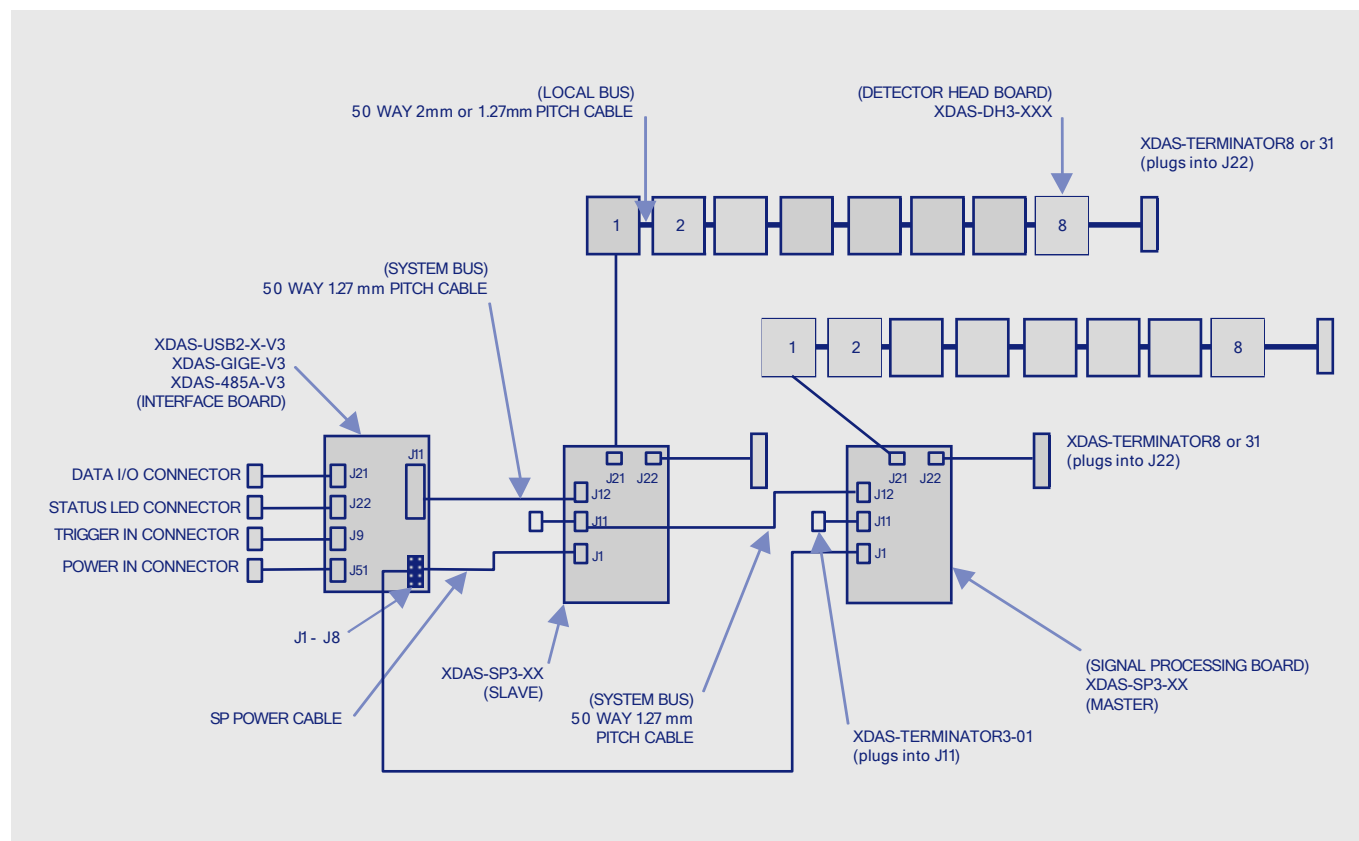 (LOCAL BUS)
50 WAY 2mm or 1.27mm PITCH CABLE
(DETECTOR HEAD BOARD)
XDAS-DH3-XXX
XDAS-TERMINATOR8 or 31
(plugs into J22)
1
2
8
(SYSTEM BUS)
50 WAY 1.27 mm PITCH CABLE
1
2
8
XDAS-USB2-X-V3
XDAS-GIGE-V3
XDAS-485A-V3
(INTERFACE BOARD)
XDAS-TERMINATOR8 or 31
(plugs into J22)
DATA I/O CONNECTOR
STATUS LED CONNECTOR
TRIGGER IN CONNECTOR
POWER IN CONNECTOR
J21
J22
J9
J51
J11
J21
J22
J12
J11
J1
J21
J22
J12
J11
J1
J1 - J8
SP POWER CABLE
XDAS-SP3-XX
(SLAVE)
(SYSTEM BUS)
50 WAY 1.27 mm
PITCH CABLE
XDAS-TERMINATOR3-01
(plugs into J11)
(SIGNAL PROCESSING BOARD)
XDAS-SP3-XX
(MASTER)